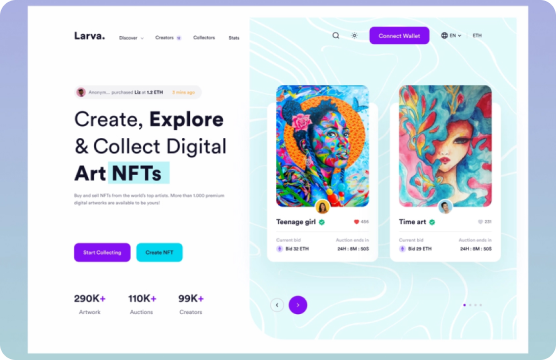 Larva.
Discover
Creators
Collectors
Stats
Connect Wallet
EN
ETH
Anonym... purchased Liz at 1.2 ETH
2 mins ago
Create, Explore
& Collect Digital
Art NFTs
Buy and sell NFTs from the world's top artists. More than 1,000 premium
digital artworks are available to be yours!
Start Collecting
Create NFT
290K+
110K+
99K+
Artwork
Auctions
Creators
Teenage girl
Current bid
Auction ends in
Bid 32 ETH
24H : 8M : 50S
Time art
Current bid
Auction ends in
Bid 29 ETH
24H : 8M : 50S